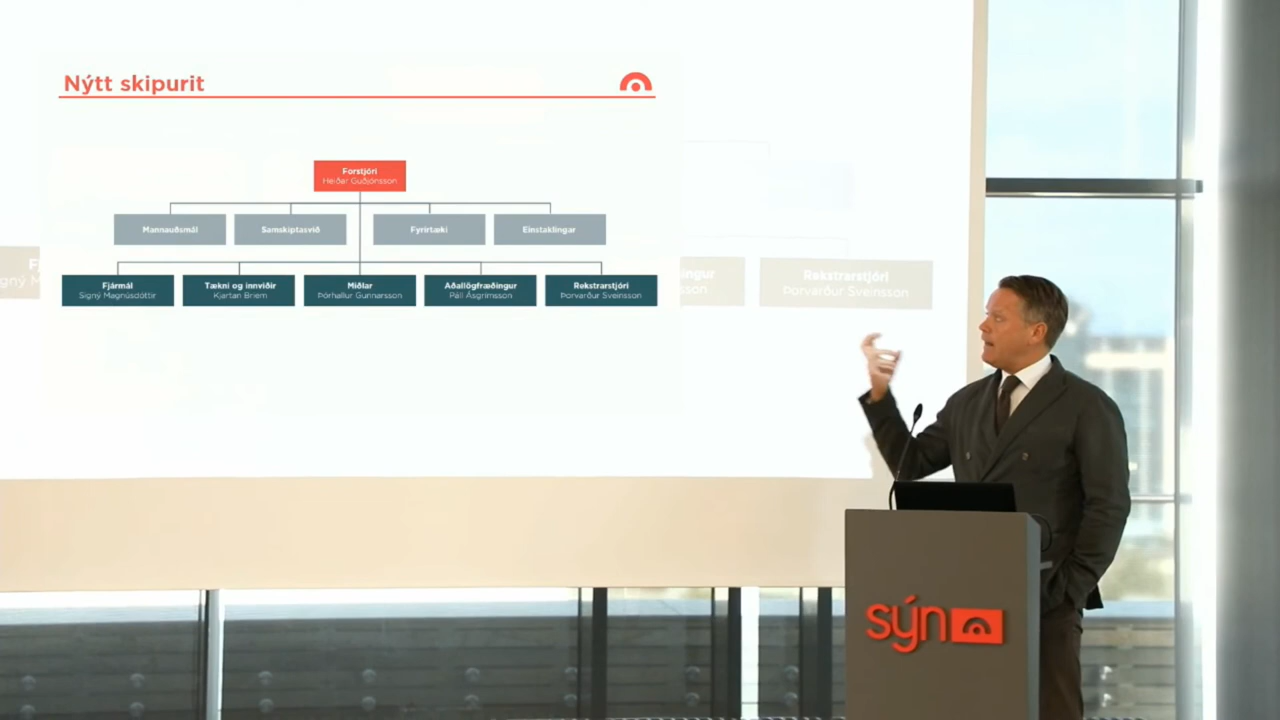 Nýtt skipurit
Forstjóri
Heiðar Guðjónsson
Mannauðsmál
Samskiptasvið
Fyrirtæki
Einstaklingar
Fjármál
Signý Magnúsdóttir
Tækni og innviðir
Kjartan Briem
Miðlar
Þórhallur Gunnarsson
Aðallögfræðingur
Páll Ásgrímsson
Rekstrarstjóri
Þorvarður Sveinsson
Rekstrarstjóri
Þorvarður Sveinsson
sýn